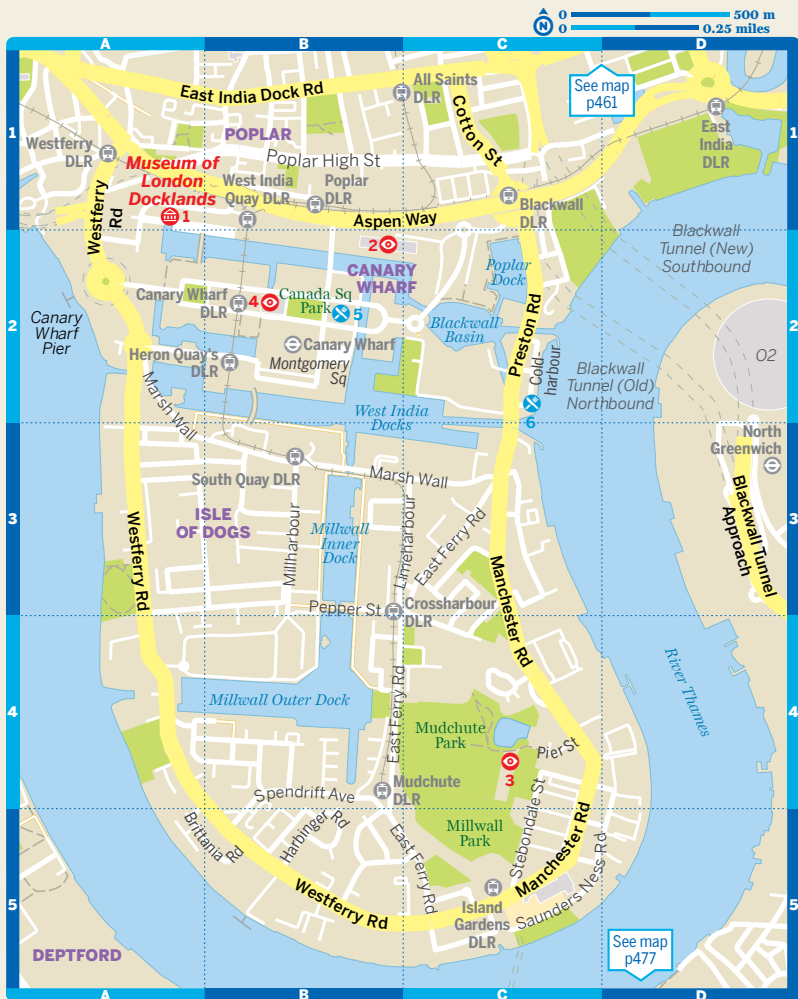 N
0 500 m
0 0.25 miles
A B C D
East India Dock Rd
All Saints
DLR
See map
p461
1
1
POPLAR
Cotton St
East
India
DLR
Westferry
DLR
Poplar High St
Museum of
London
Docklands
1
West India
Quay DLR
Poplar
DLR
Westferry
Rd
Aspen Way
Blackwall
DLR
2
CANARY
WHARF
Poplar
Dock
Blackwall
Tunnel (New)
Southbound
Canary Wharf
DLR
4
Canada Sq
Park
5
Preston Rd
2
2
Canary
Wharf
Pier
Blackwall
Basin
Heron Quay's
DLR
Canary Wharf
Montgomery
Sq
Cold-
harbour
Blackwall
Tunnel (Old)
Northbound
O2
Marsh Wall
West India
Docks
6
North
Greenwich
South Quay DLR
Marsh Wall
Blackwall Tunnel
Approach
3
3
ISLE
OF DOGS
Westferry Rd
Millharbour
Millwall
Inner
Dock
Limeharbour
East Ferry Rd
Manchester Rd
Pepper St
Crossharbour
DLR
River Thames
4
4
Millwall Outer Dock
East Ferry Rd
Mudchute
Park
3
Pier St
Spendrift Ave
Mudchute
DLR
Brittania Rd
Harbinger Rd
East Ferry Rd
Millwall
Park
Stebondale St
Manchester Rd
Saunders Ness Rd
Westferry Rd
5
5
Island
Gardens
DLR
DEPTFORD
See map
p477
A B C D